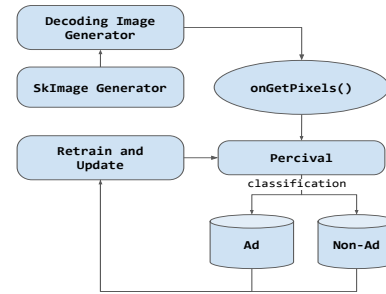 Decoding Image
Generator
SkImage Generator
onGetPixels()
Retrain and
Update
Percival
classification
Ad
Non-Ad